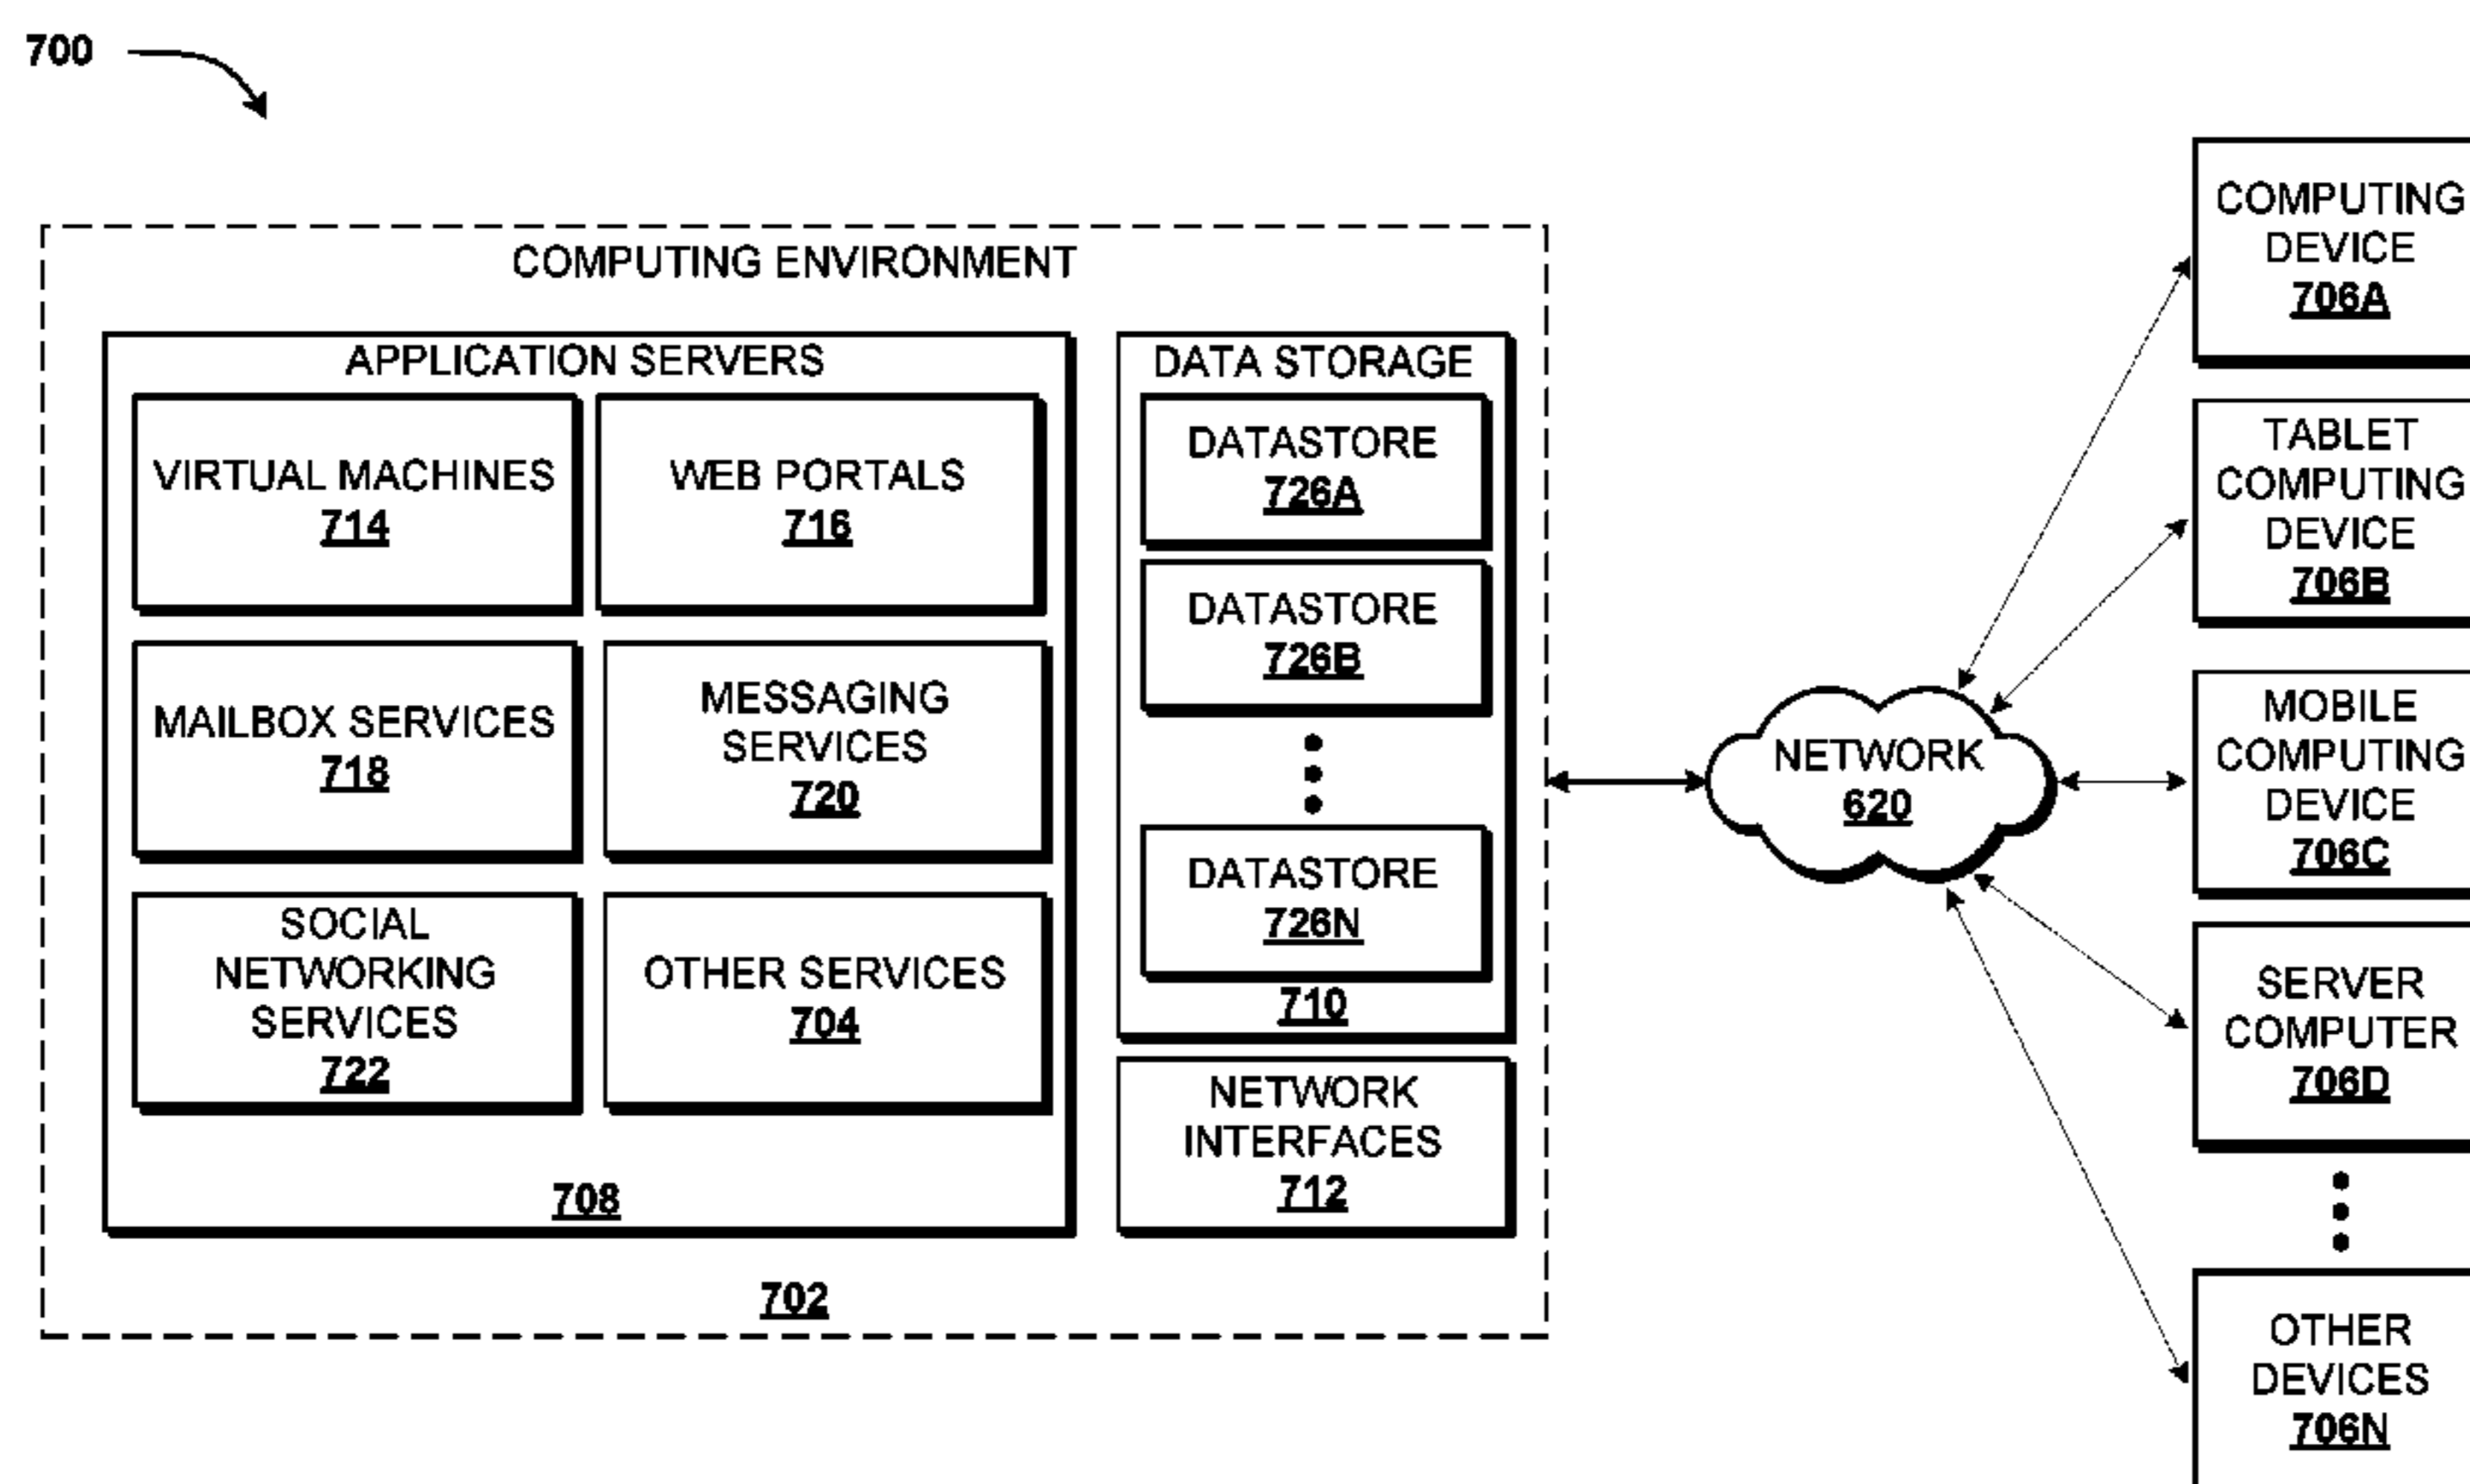 700
COMPUTING ENVIRONMENT
APPLICATION SERVERS
VIRTUAL MACHINES
714
WEB PORTALS
716
MAILBOX SERVICES
718
MESSAGING
SERVICES
720
SOCIAL
NETWORKING
SERVICES
722
OTHER SERVICES
704
708
DATA STORAGE
DATASTORE
726A
DATASTORE
726B
DATASTORE
726N
710
NETWORK
INTERFACES
712
702
NETWORK
620
COMPUTING
DEVICE
706A
TABLET
COMPUTING
DEVICE
706B
MOBILE
COMPUTING
DEVICE
706C
SERVER
COMPUTER
706D
OTHER
DEVICES
706N